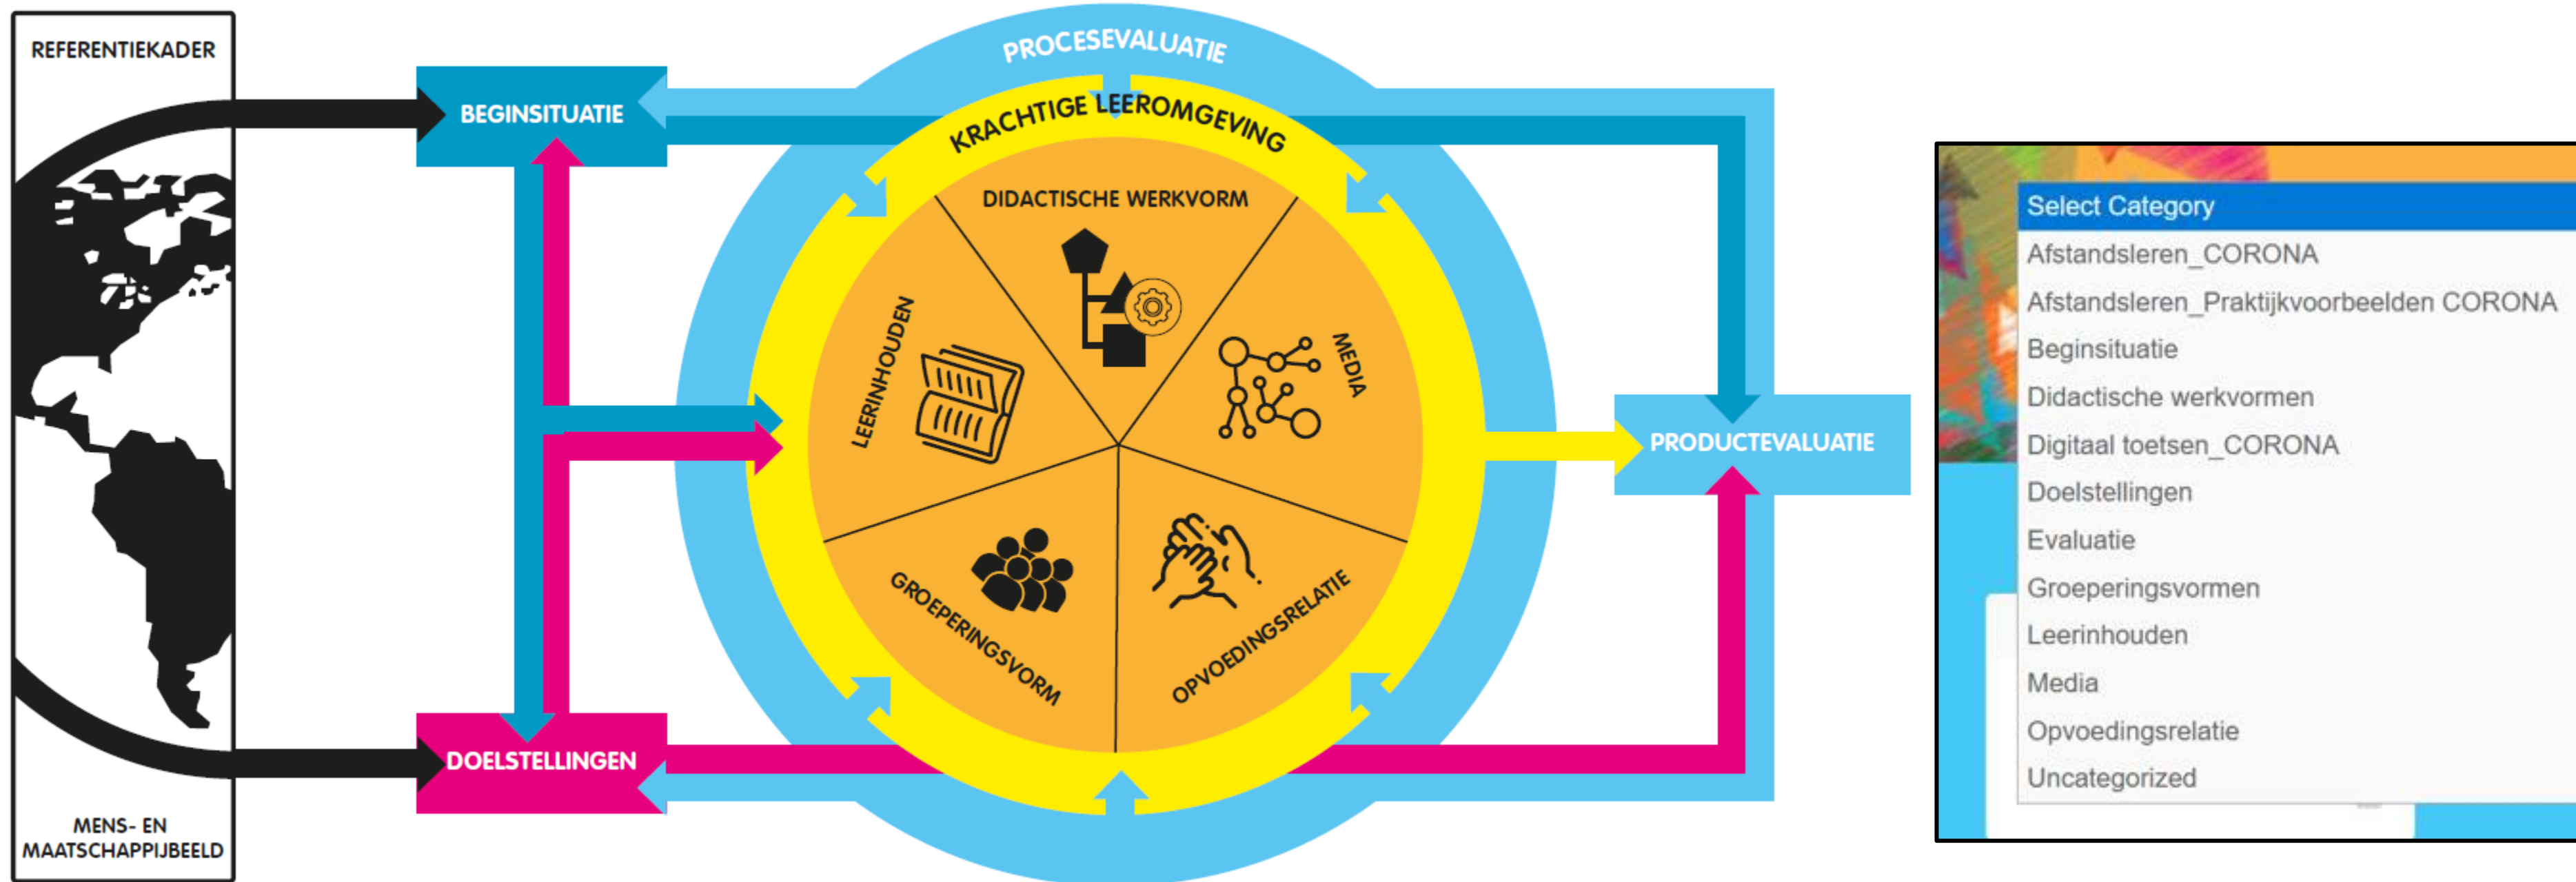 REFERENTIEKADER
MENS- EN
MAATSCHAPPIJBEELD
BEGINSITUATIE
DOELSTELLINGEN
PROCESEVALUATIE
KRACHTIGE LEEROMGEVING
DIDACTISCHE WERKVORM
LEERINHOUDEN
MEDIA
GROEPERINGSVORM
OPVOEDINGSRELATIE
PRODUCTEVALUATIE
Select Category
Afstandsleren_CORONA
Afstandsleren_Praktijkvoorbeelden CORONA
Beginsituatie
Didactische werkvormen
Digitaal toetsen_CORONA
Doelstellingen
Evaluatie
Groeperingsvormen
Leerinhouden
Media
Opvoedingsrelatie
Uncategorized